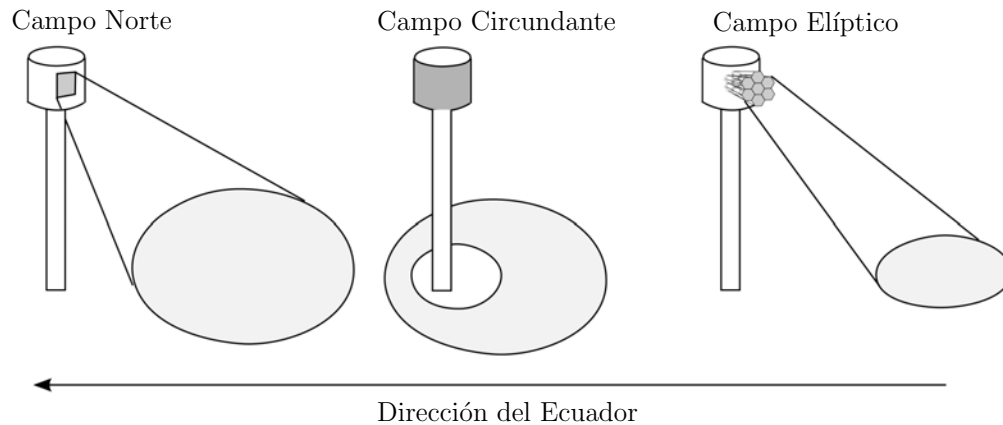 Campo Norte
Campo Circundante
Campo Elíptico
Dirección del Ecuador